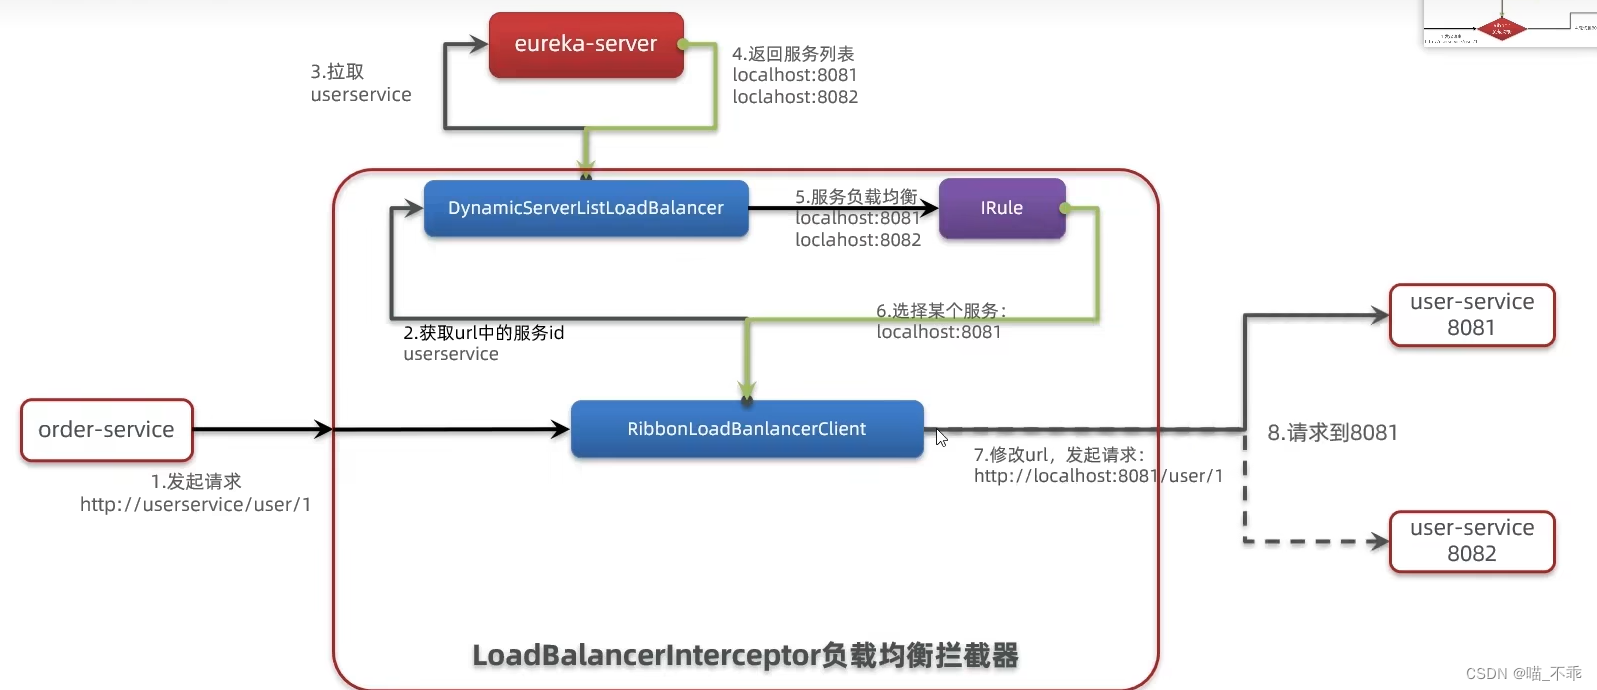 eureka-server
3.拉取
userservice
4.返回服务列表
localhost:8081
loclahost:8082
DynamicServerListLoadBalancer
5.服务负载均衡
localhost:8081
loclahost:8082
IRule
2.获取url中的服务id
userservice
6.选择某个服务：
localhost:8081
user-service
8081
order-service
1.发起请求
http://userservice/user/1
RibbonLoadBanlancerClient
7.修改url，发起请求：
http://localhost:8081/user/1
8.请求到8081
user-service
8082
LoadBalancerInterceptor负载均衡拦截器
CSDN @喵_不乖